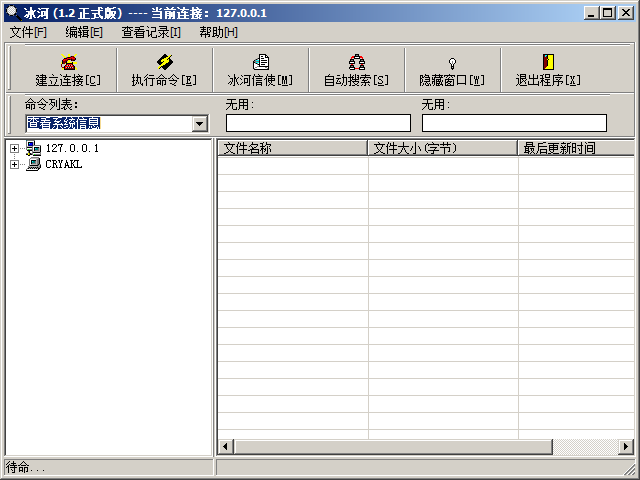 冰河 (1.2 正式版) ---- 当前连接: 127.0.0.1
文件[F] 编辑[E] 查看记录[I] 帮助[H]
建立连接[C] 执行命令[E] 冰河信使[M] 自动搜索[S] 隐藏窗口[W] 退出程序[X]
命令列表: 无用: 无用:
查看系统信息
127.0.0.1 文件名称 文件大小(字节) 最后更新时间
CRYAKL
待命...